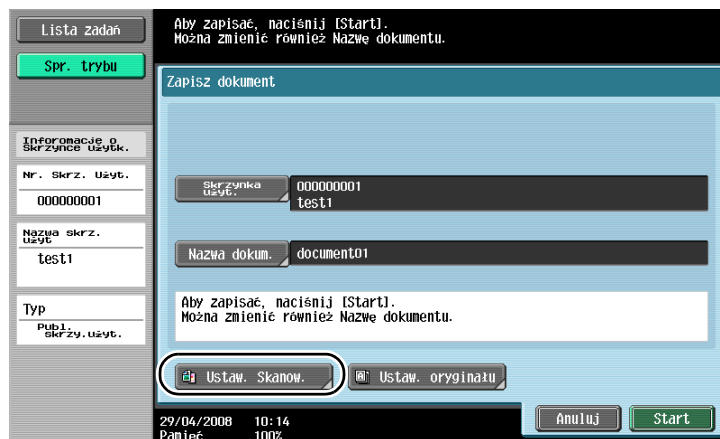 Lista zadań
Spr. trybu
Aby zapisać, naciśnij [Start].
Można zmienić również Nazwę dokumentu.
Zapisz dokument
Inforomacje o
Skrzynce użytk.
Nr. Skrz. Użyt.
000000001
Nazwa skrz.
użyt
test1
Typ
Publ.
skrzy.użyt.
Skrzynka
użyt.
000000001
test1
Nazwa dokum.
document01
Aby zapisać, naciśnij [Start].
Można zmienić również Nazwę dokumentu.
Ustaw. Skanow.
Ustaw. oryginału
29/04/2008 10:14
Pamięć 100%
Anuluj
Start